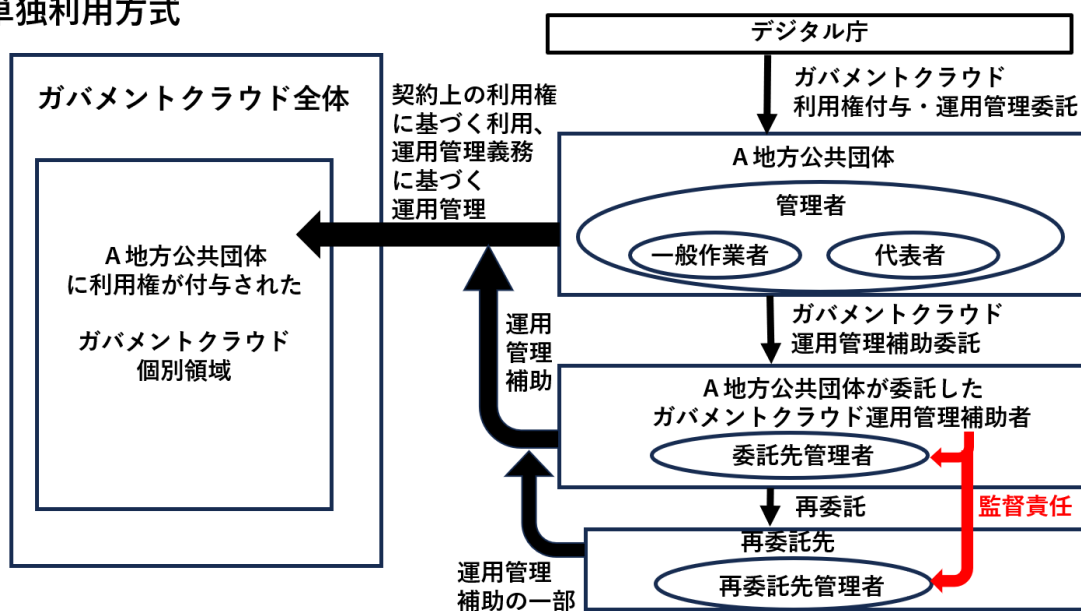 単独利用方式
デジタル庁
ガバメントクラウド
利用権付与・運用管理委託
ガバメントクラウド全体
契約上の利用権
に基づく利用、
運用管理義務
に基づく
運用管理
A地方公共団体
管理者
一般作業者
代表者
A地方公共団体
に利用権が付与された
ガバメントクラウド
個別領域
ガバメントクラウド
運用管理補助委託
運用
管理
補助
A地方公共団体が委託した
ガバメントクラウド運用管理補助者
委託先管理者
再委託
監督責任
再委託先
再委託先管理者
運用管理
補助の一部